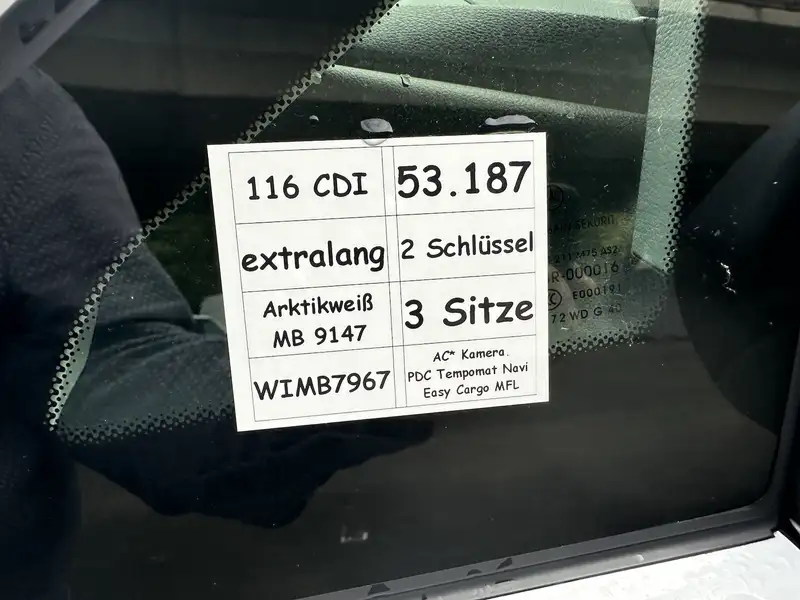 116 CDI
53.187
extralang
2 Schlüssel
Arktikweiß
MB 9147
3 Sitze
WIMB7967
AC* Kamera.
PDC Tempomat Navi
Easy Cargo MFL
E000191